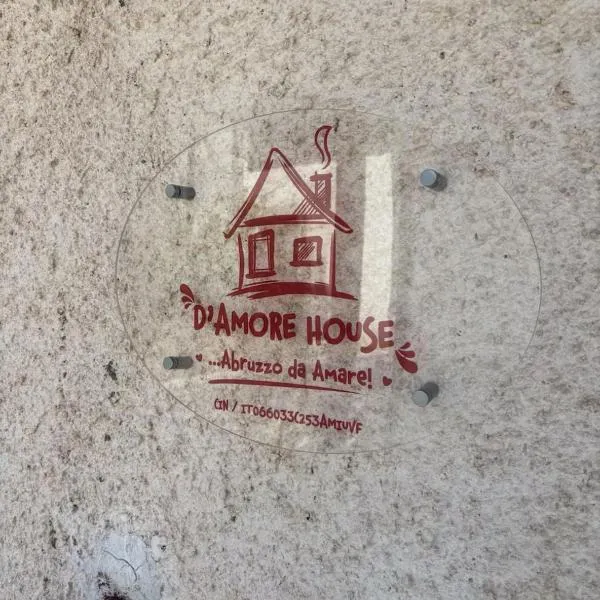 D'AMORE HOUSE
...Abruzzo da Amare!
CIN / IT066033C253AMIUVF